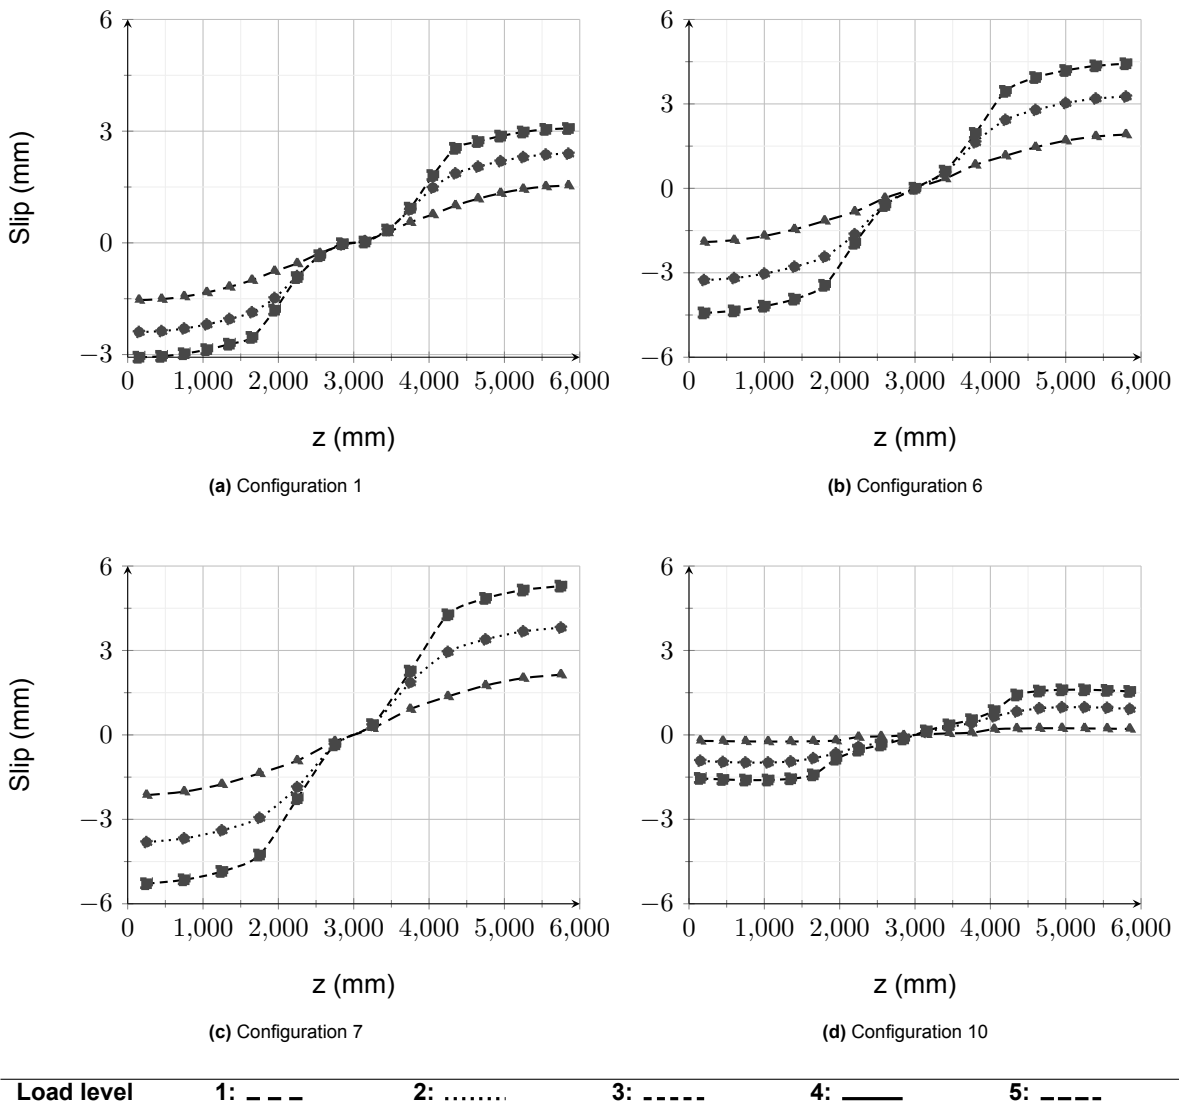 6
3
0
−3
0 1,000 2,000 3,000 4,000 5,000 6,000
Slip (mm)
z (mm)
(a) Configuration 1
6
3
0
−3
−6
0 1,000 2,000 3,000 4,000 5,000 6,000
z (mm)
(b) Configuration 6
6
3
0
−3
−6
0 1,000 2,000 3,000 4,000 5,000 6,000
Slip (mm)
z (mm)
(c) Configuration 7
6
3
0
−3
−6
0 1,000 2,000 3,000 4,000 5,000 6,000
z (mm)
(d) Configuration 10
Load level 1: 2: 3: 4: 5: